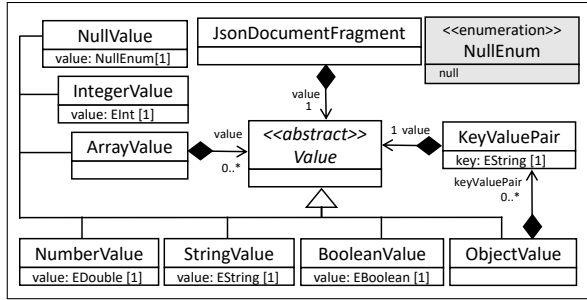 NullValue
value: NullEnum[1]
JsonDocumentFragment
<<enumeration>>
NullEnum
null
IntegerValue
value: EInt [1]
value
1
ArrayValue
value
0..*
<<abstract>>
Value
1 value
KeyValuePair
key: EString [1]
keyValuePair
0..*
NumberValue
value: EDouble [1]
StringValue
value: EString [1]
BooleanValue
value: EBoolean [1]
ObjectValue